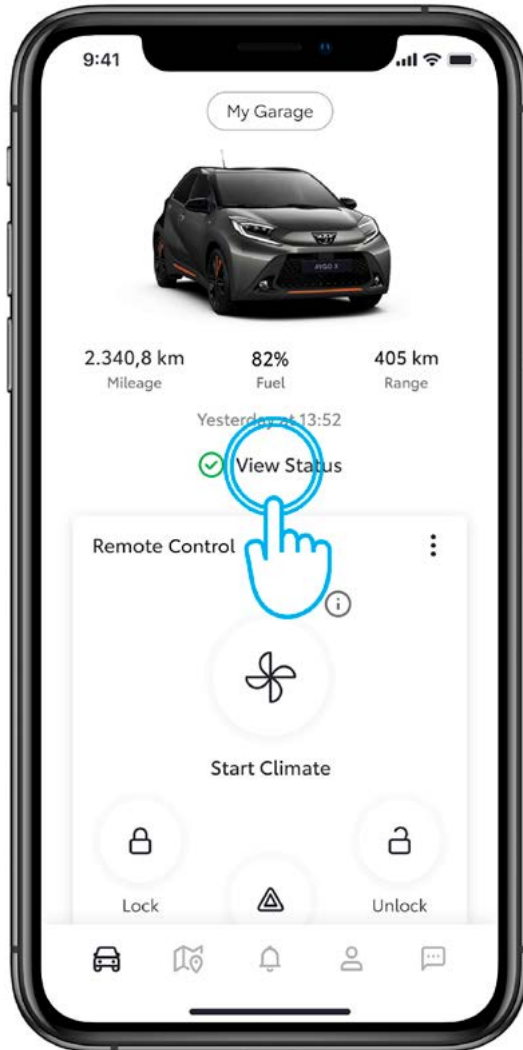 9:41
My Garage
AYGO X
2.340,8 km 82% 405 km
Mileage Fuel Range
Yesterday at 13:52
View Status
Remote Control
Start Climate
Lock Unlock